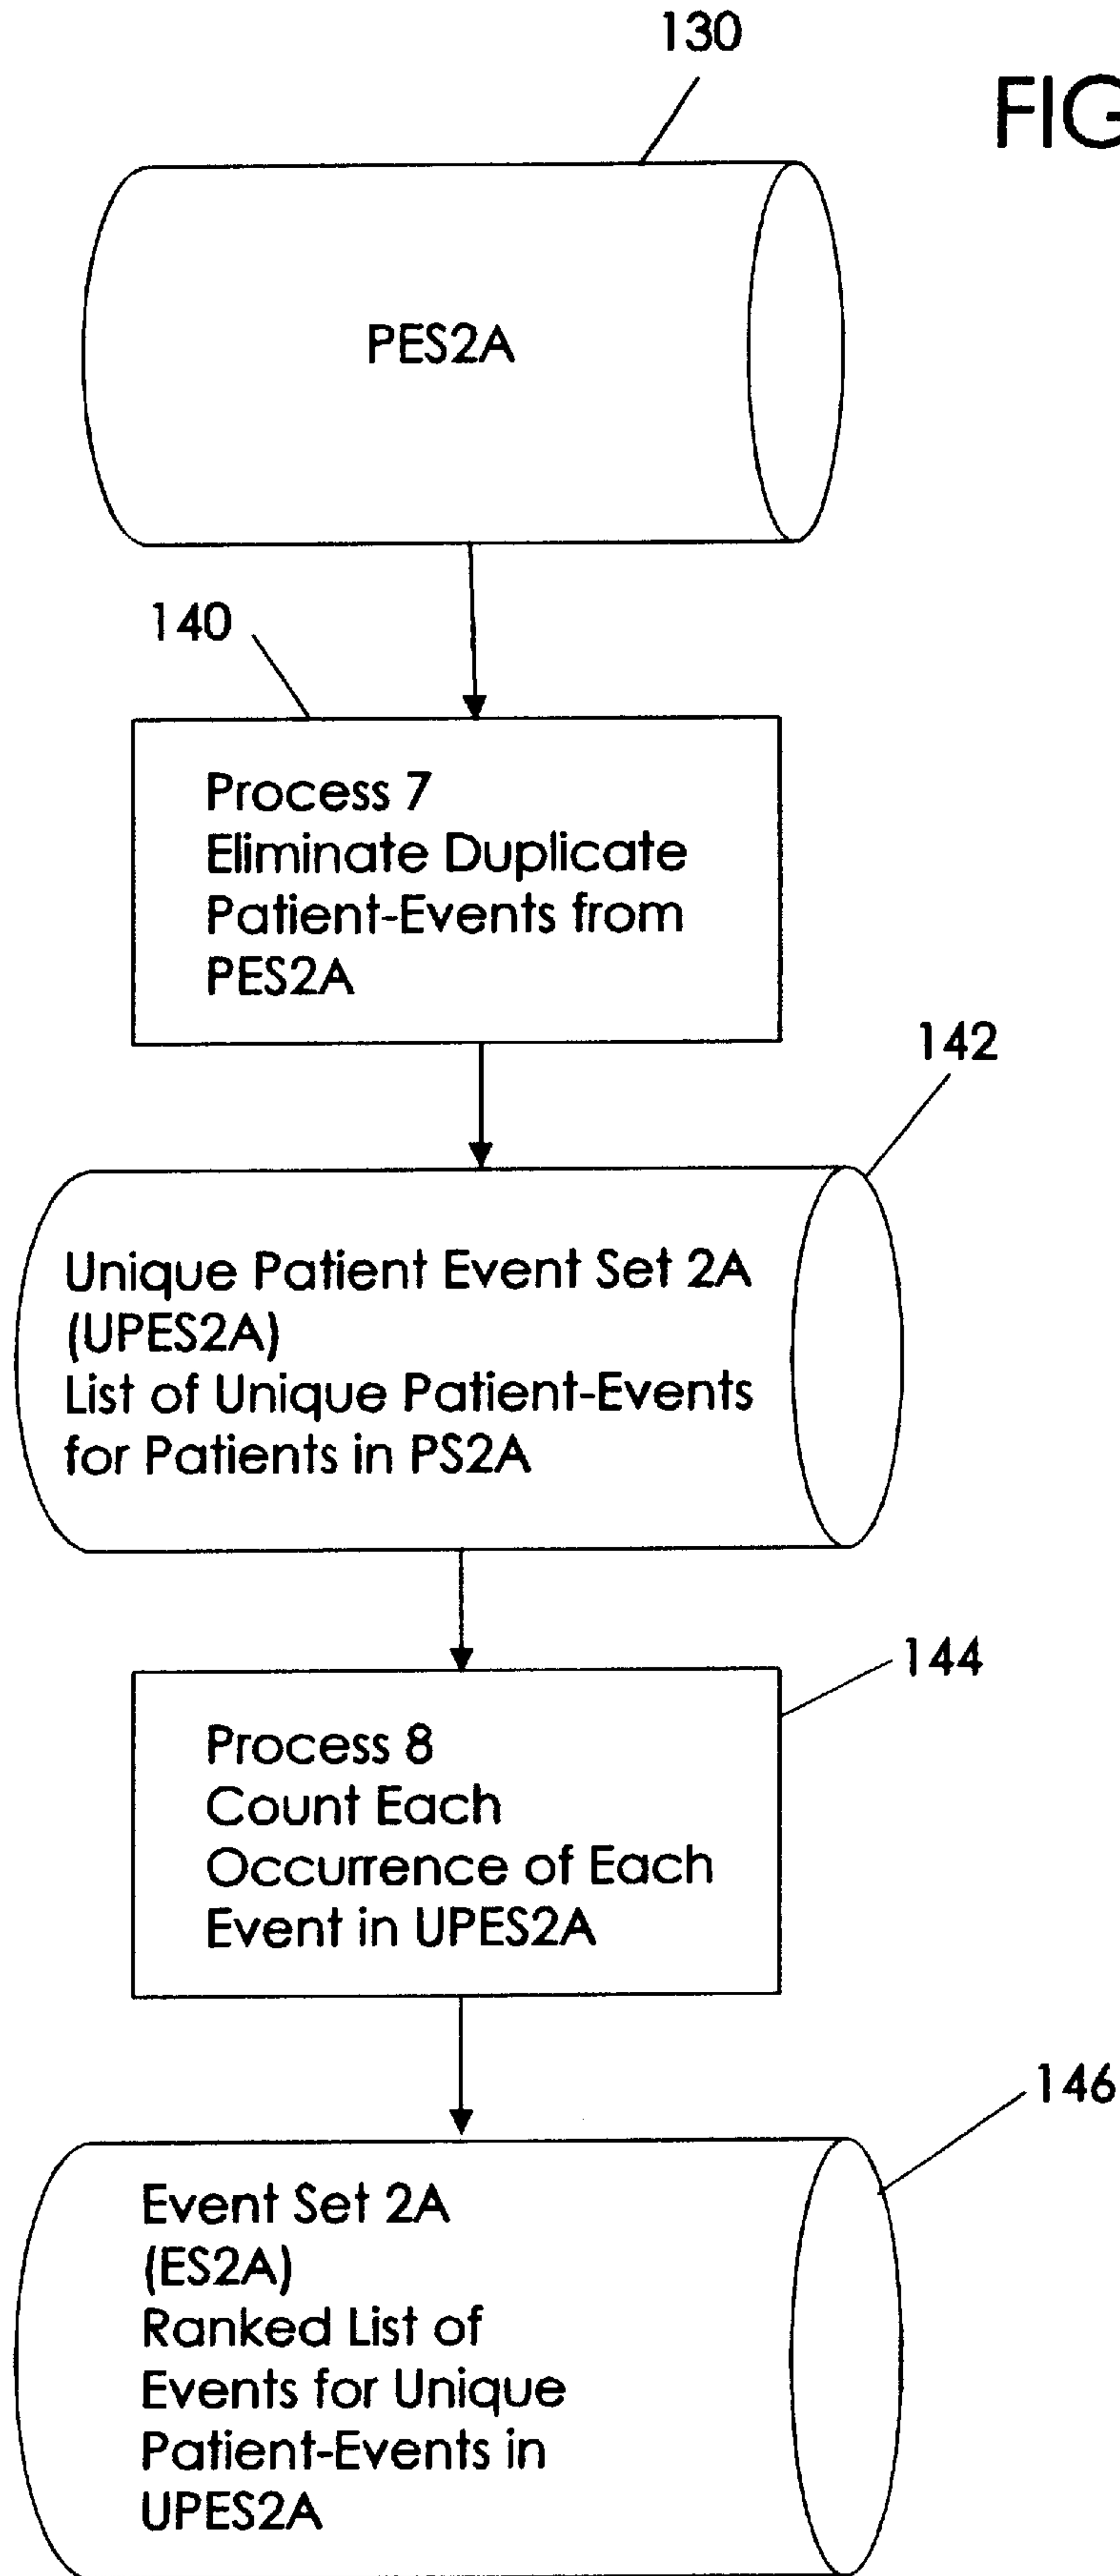 130
FIG
PES2A
140
Process 7
Eliminate Duplicate
Patient-Events from
PES2A
142
Unique Patient Event Set 2A
(UPES2A)
List of Unique Patient-Events
for Patients in PS2A
144
Process 8
Count Each
Occurrence of Each
Event in UPES2A
146
Event Set 2A
(ES2A)
Ranked List of
Events for Unique
Patient-Events in
UPES2A